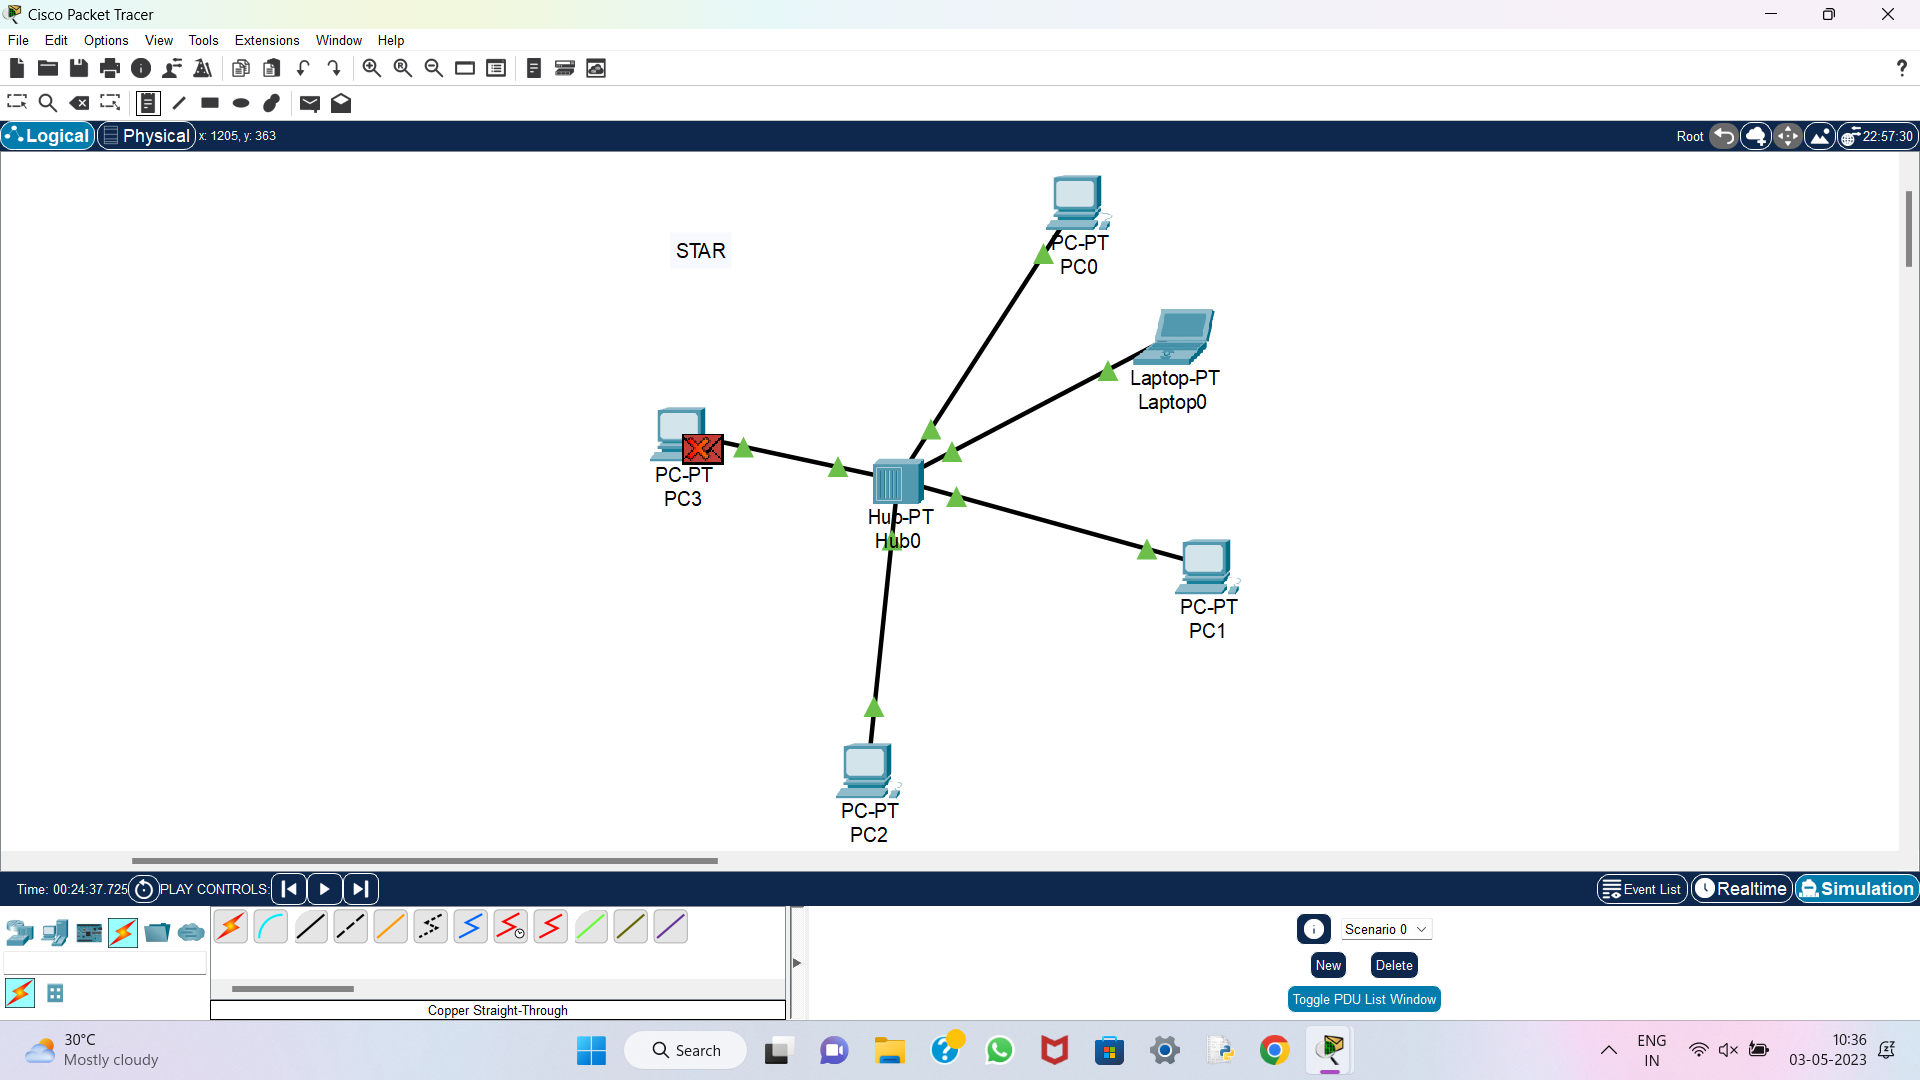 Cisco Packet Tracer
File Edit Options View Tools Extensions Window Help
?
Logical Physical x: 1205, y: 363 Root 22:57:30
STAR
PC-PT
PC0
Laptop-PT
Laptop0
PC-PT
PC3
Hub-PT
Hub0
PC-PT
PC1
PC-PT
PC2
Time: 00:24:37.725 PLAY CONTROLS: Event List Realtime Simulation
Scenario 0
New Delete
Toggle PDU List Window
Copper Straight-Through
30°C
Mostly cloudy
Search
ENG
IN
10:36
03-05-2023